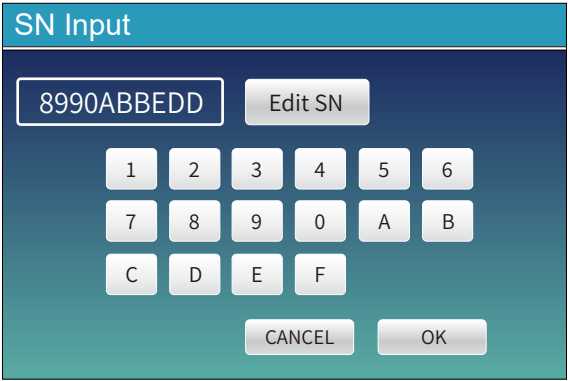 SN Input
8990ABBEDD Edit SN
1 2 3 4 5 6
7 8 9 0 A B
C D E F
CANCEL OK